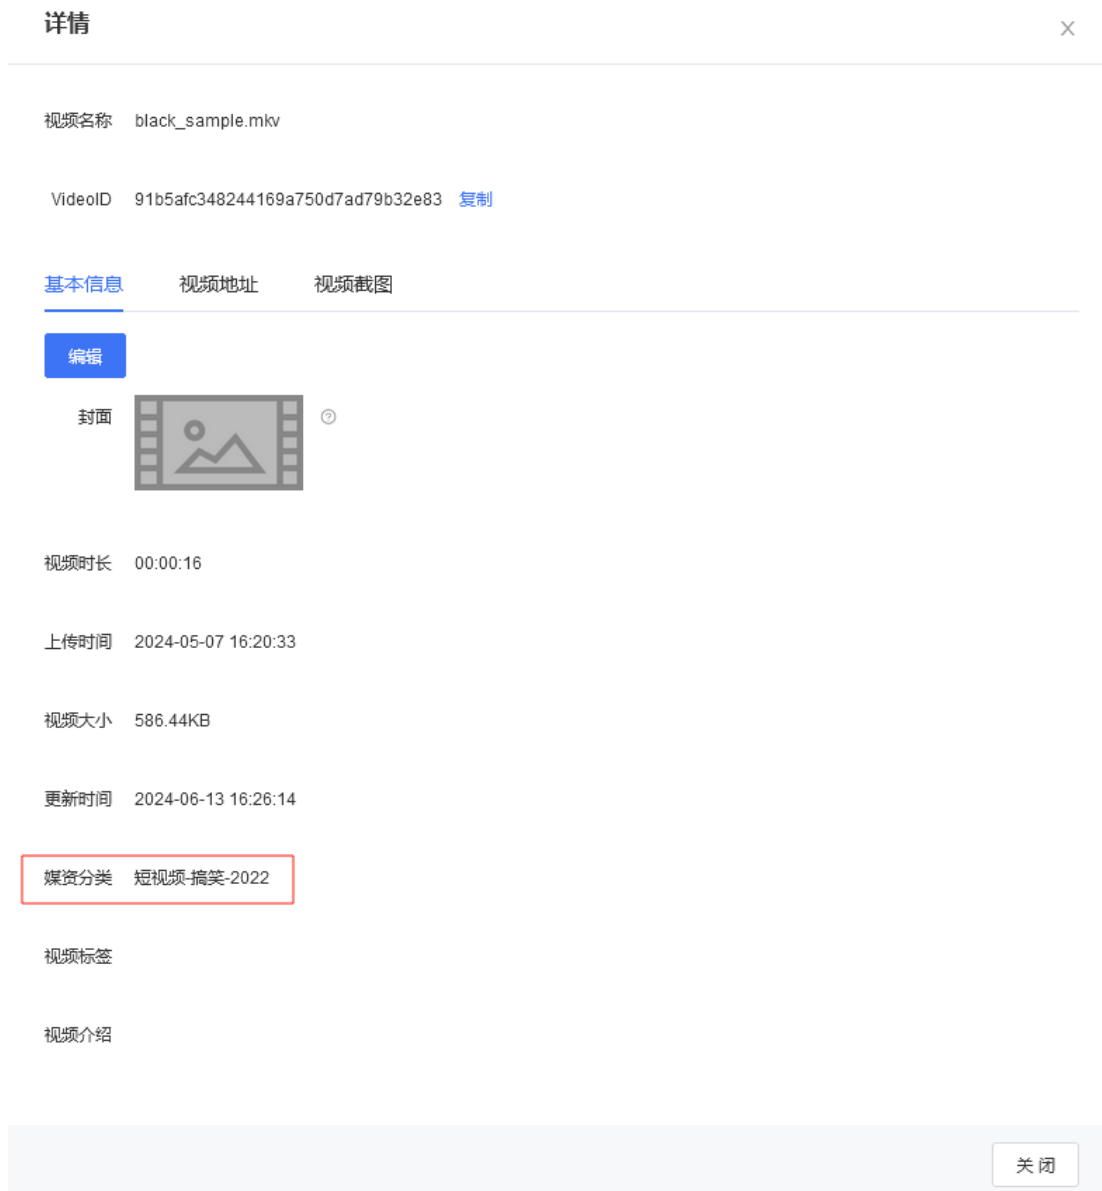 详情
视频名称 black_sample.mkv
VideoID 91b5afc348244169a750d7ad79b32e83 复制
基本信息 视频地址 视频截图
编辑
封面
视频时长 00:00:16
上传时间 2024-05-07 16:20:33
视频大小 586.44KB
更新时间 2024-06-13 16:26:14
媒资分类 短视频-搞笑-2022
视频标签
视频介绍
关 闭